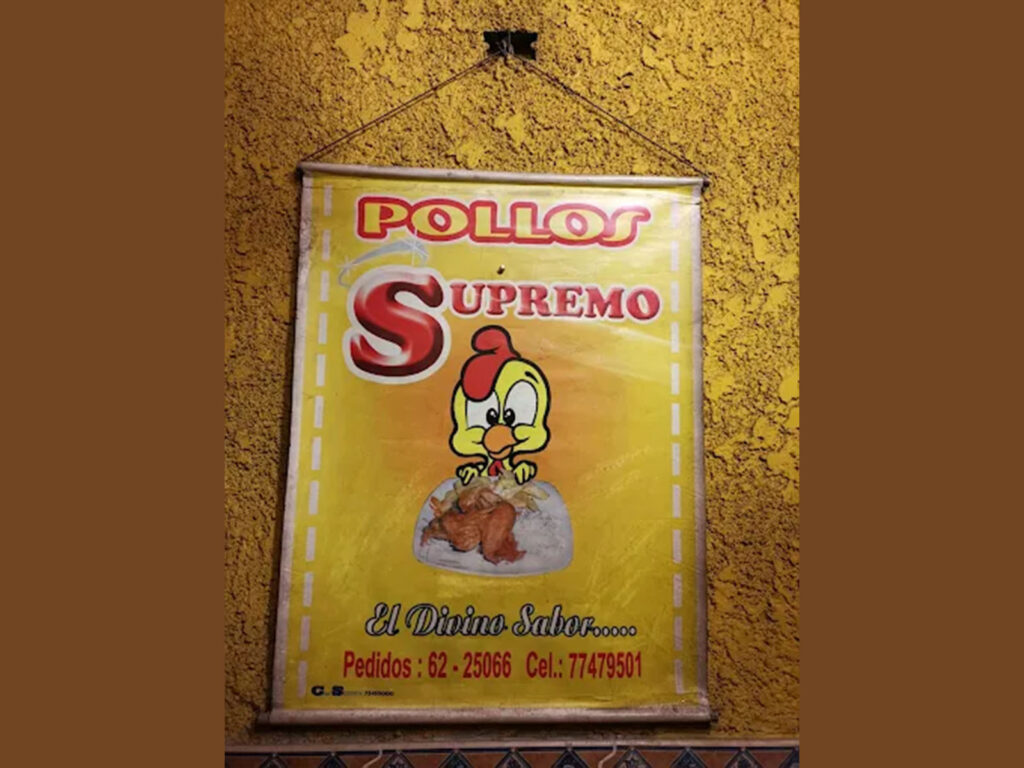 POLLOS
SUPREMO
El Divino Sabor.....
Pedidos : 62 - 25066 Cel.: 77479501